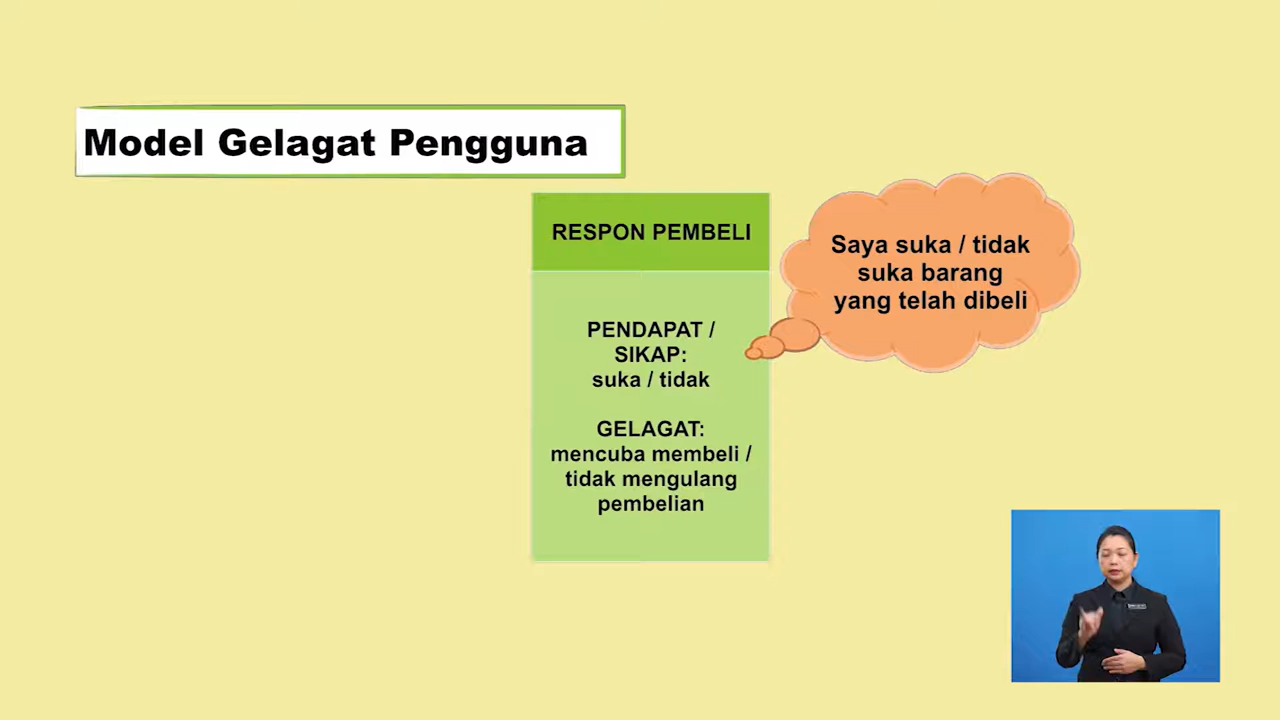 Model Gelagat Pengguna
RESPON PEMBELI
PENDAPAT /
SIKAP:
suka / tidak
GELAGAT:
mencuba membeli /
tidak mengulang
pembelian
Saya suka / tidak
suka barang
yang telah dibeli